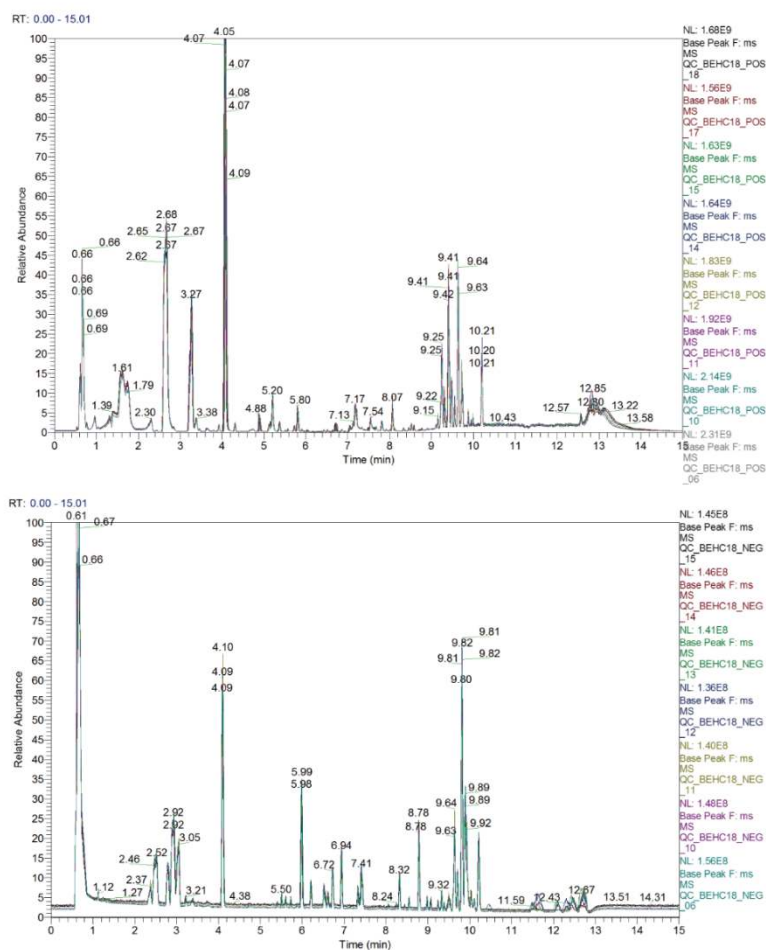 RT: 0.00 - 15.01
4.05
4.07
4.07
4.08
4.07
4.09
2.68
2.65 2.67 2.67
2.67
2.62
0.66 0.66
0.66
0.66
0.69
0.69
3.27
1.61
1.79
1.39
2.30
3.38
4.88
5.20
5.80
7.13
7.17
7.54
8.07
9.41
9.41 9.41
9.42
9.64
9.63
9.25
9.25
9.22
9.15
10.21
10.20
10.21
10.43
12.57
12.85
12.80
13.22
13.58
100
95
90
85
80
75
70
65
60
55
50
45
40
35
30
25
20
15
10
5
0
Relative Abundance
0 1 2 3 4 5 6 7 8 9 10 11 12 13 14 15
Time (min)
NL: 1.68E9
Base Peak F: ms
MS
QC_BEHC18_POS
_18
NL: 1.56E9
Base Peak F: ms
MS
QC_BEHC18_POS
_17
NL: 1.63E9
Base Peak F: ms
MS
QC_BEHC18_POS
_15
NL: 1.64E9
Base Peak F: ms
MS
QC_BEHC18_POS
_14
NL: 1.83E9
Base Peak F: ms
MS
QC_BEHC18_POS
_12
NL: 1.92E9
Base Peak F: ms
MS
QC_BEHC18_POS
_11
NL: 2.14E9
Base Peak F: ms
MS
QC_BEHC18_POS
_10
NL: 2.31E9
Base Peak F: ms
MS
QC_BEHC18_POS
_06
RT: 0.00 - 15.01
0.61
0.67
0.66
4.10
4.09
4.09
9.81
9.82
9.81 9.82
9.80
5.99
5.98
2.92
2.92
3.05
2.46 2.52
2.37
1.12
1.27
3.21
4.38
5.50
6.72
6.94
7.41
8.24
8.32
8.78
8.78
9.32
9.64
9.63
9.89
9.89
9.92
11.59
12.43
12.67
13.51
14.31
100
95
90
85
80
75
70
65
60
55
50
45
40
35
30
25
20
15
10
5
0
Relative Abundance
0 1 2 3 4 5 6 7 8 9 10 11 12 13 14 15
Time (min)
NL: 1.45E8
Base Peak F: ms
MS
QC_BEHC18_NEG
_15
NL: 1.46E8
Base Peak F: ms
MS
QC_BEHC18_NEG
_14
NL: 1.41E8
Base Peak F: ms
MS
QC_BEHC18_NEG
_13
NL: 1.36E8
Base Peak F: ms
MS
QC_BEHC18_NEG
_12
NL: 1.40E8
Base Peak F: ms
MS
QC_BEHC18_NEG
_11
NL: 1.48E8
Base Peak F: ms
MS
QC_BEHC18_NEG
_10
NL: 1.56E8
Base Peak F: ms
MS
QC_BEHC18_NEG
_06